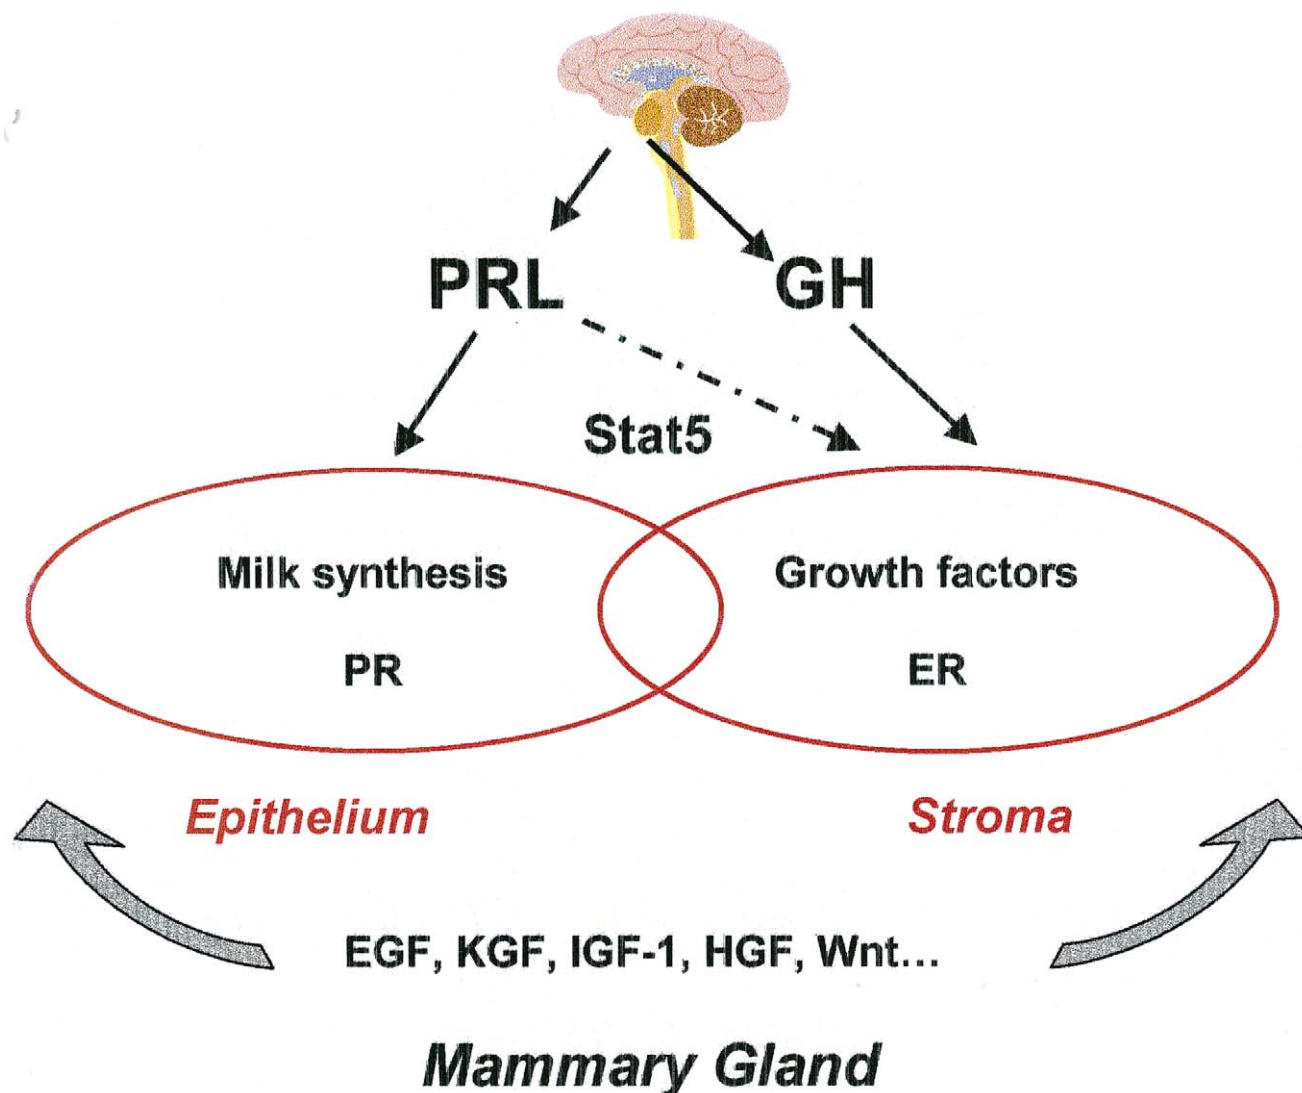 PRL GH
Stat5
Milk synthesis Growth factors
PR ER
Epithelium Stroma
EGF, KGF, IGF-1, HGF, Wnt...
Mammary Gland